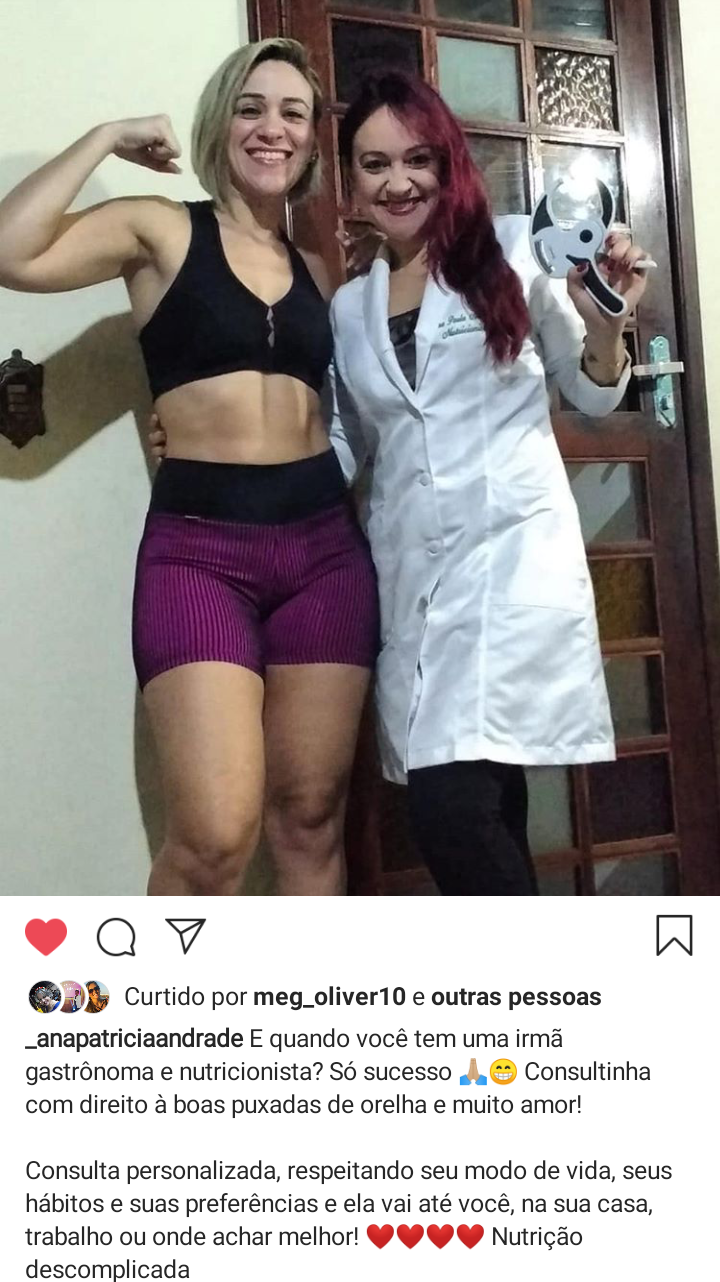 Paula
Nutricionista
Curtido por meg_oliver10 e outras pessoas
_anapatriciaandrade E quando você tem uma irmã
gastrônoma e nutricionista? Só sucesso 🙏🏽😁 Consultinha
com direito à boas puxadas de orelha e muito amor!
Consulta personalizada, respeitando seu modo de vida, seus
hábitos e suas preferências e ela vai até você, na sua casa,
trabalho ou onde achar melhor! ❤️❤️❤️❤️ Nutrição
descomplicada